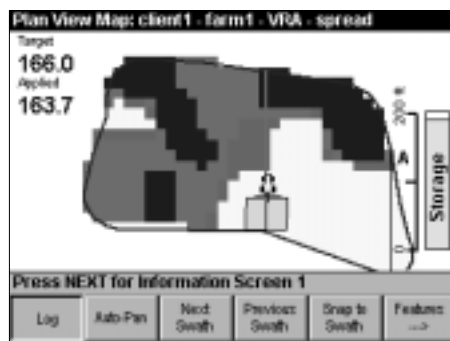 Plan View Map: client1 - farm1 - VRA - spread
Target
166.0
Applied
163.7
200 ft
A
0
Storage
Press NEXT for Information Screen 1
Log
Auto-Pan
Next Swath
Previous Swath
Snap to Swath
Features --->